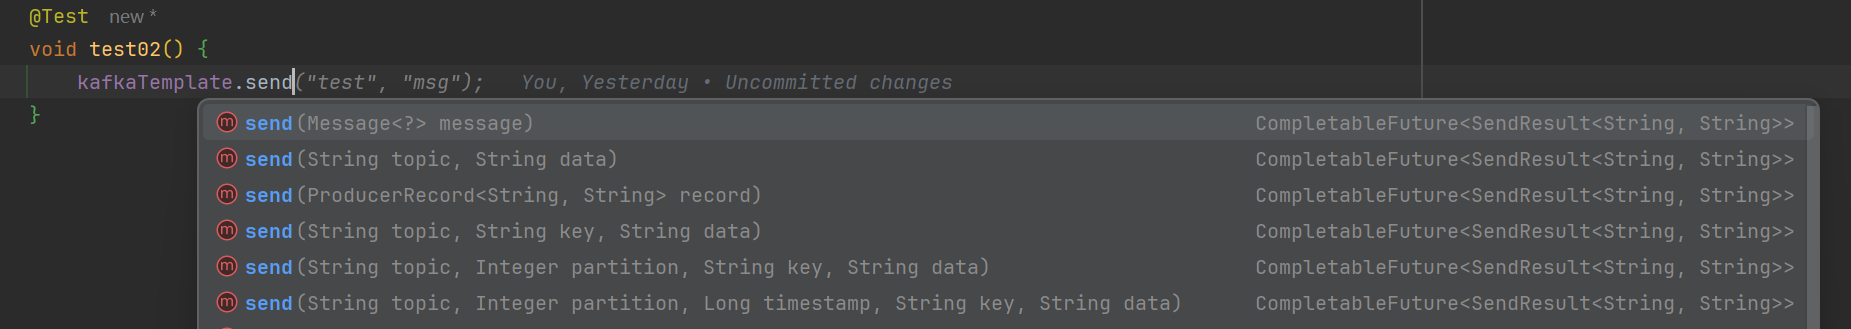 @Test new *
void test02() {
kafkaTemplate.send("test", "msg"); You, Yesterday • Uncommitted changes
}
m send(Message<?> message) CompletableFuture<SendResult<String, String>>
m send(String topic, String data) CompletableFuture<SendResult<String, String>>
m send(ProducerRecord<String, String> record) CompletableFuture<SendResult<String, String>>
m send(String topic, String key, String data) CompletableFuture<SendResult<String, String>>
m send(String topic, Integer partition, String key, String data) CompletableFuture<SendResult<String, String>>
m send(String topic, Integer partition, Long timestamp, String key, String data) CompletableFuture<SendResult<String, String>>